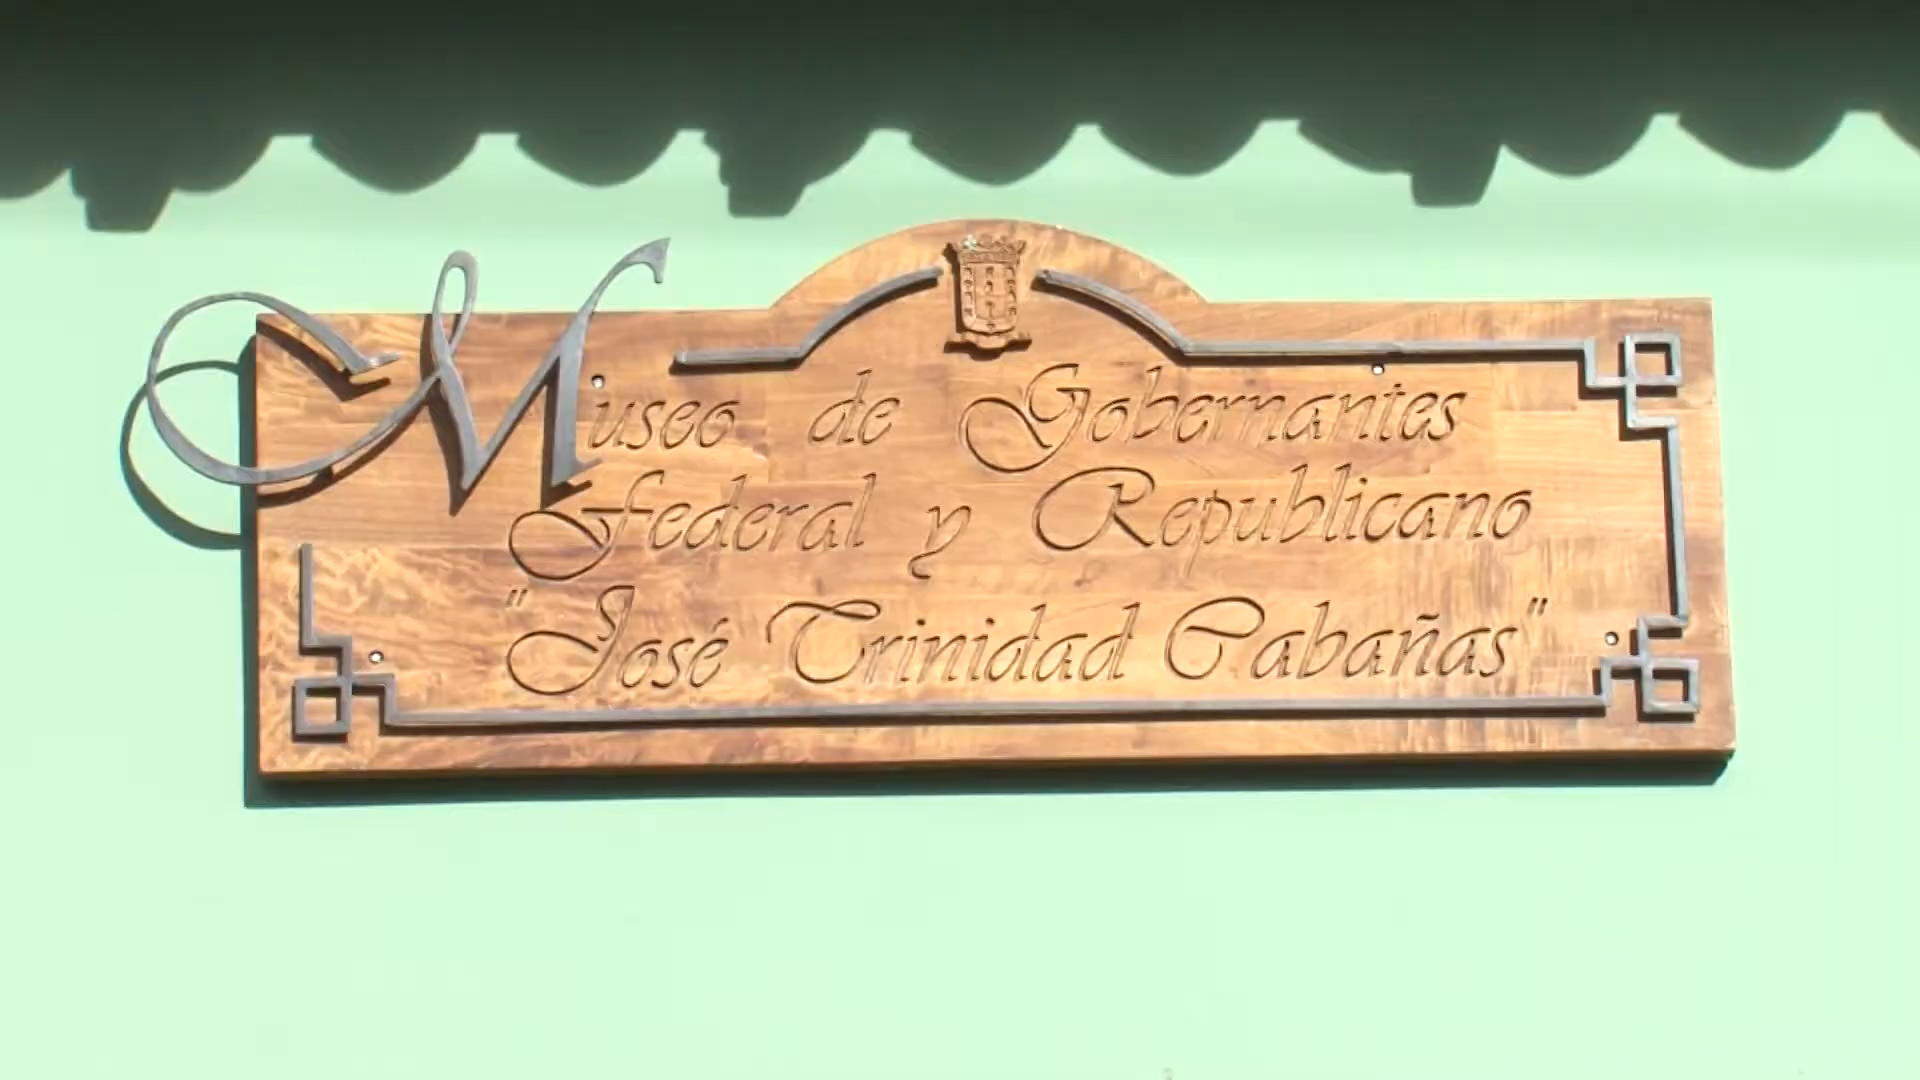 Museo de Gobernantes
Federal y Republicano
"José Trinidad Cabañas"